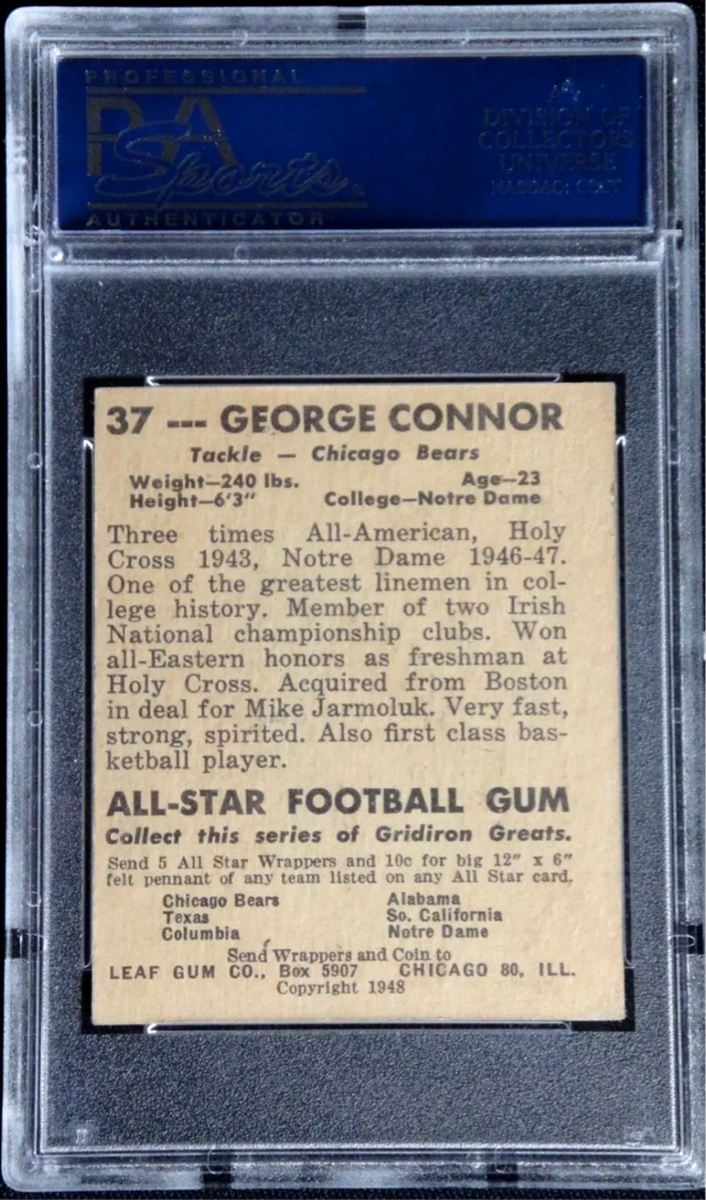 PROFESSIONAL
PSA
Sports
AUTHENTICATOR
A
DIVISION OF
COLLECTORS
UNIVERSE
NASDAQ: CLCT
37 --- GEORGE CONNOR
Tackle — Chicago Bears
Weight—240 lbs. Age—23
Height—6'3" College—Notre Dame
Three times All-American, Holy
Cross 1943, Notre Dame 1946-47.
One of the greatest linemen in col-
lege history. Member of two Irish
National championship clubs. Won
all-Eastern honors as freshman at
Holy Cross. Acquired from Boston
in deal for Mike Jarmoluk. Very fast,
strong, spirited. Also first class bas-
ketball player.
ALL-STAR FOOTBALL GUM
Collect this series of Gridiron Greats.
Send 5 All Star Wrappers and 10c for big 12" x 6"
felt pennant of any team listed on any All Star card.
Chicago Bears Alabama
Texas So. California
Columbia Notre Dame
Send Wrappers and Coin to
LEAF GUM CO., Box 5907 CHICAGO 80, ILL.
Copyright 1948